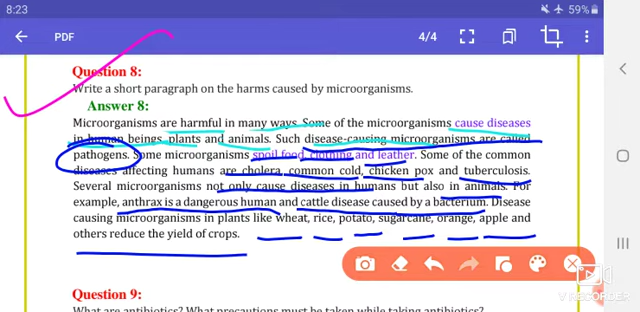 8:23
59%
PDF
4/4
Question 8:
Write a short paragraph on the harms caused by microorganisms.
Answer 8:
Microorganisms are harmful in many ways. Some of the microorganisms cause diseases
in human beings, plants and animals. Such disease-causing microorganisms are called
pathogens. Some microorganisms spoil food, clothing and leather. Some of the common
diseases affecting humans are cholera, common cold, chicken pox and tuberculosis.
Several microorganisms not only cause diseases in humans but also in animals. For
example, anthrax is a dangerous human and cattle disease caused by a bacterium. Disease
causing microorganisms in plants like wheat, rice, potato, sugarcane, orange, apple and
others reduce the yield of crops.
V RECORDER
Question 9:
What are antibiotics? What precautions must be taken while taking antibiotics?